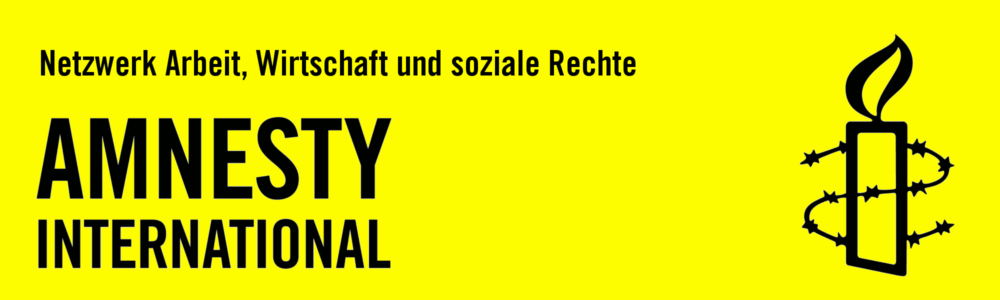 Netzwerk Arbeit, Wirtschaft und soziale Rechte
AMNESTY
INTERNATIONAL